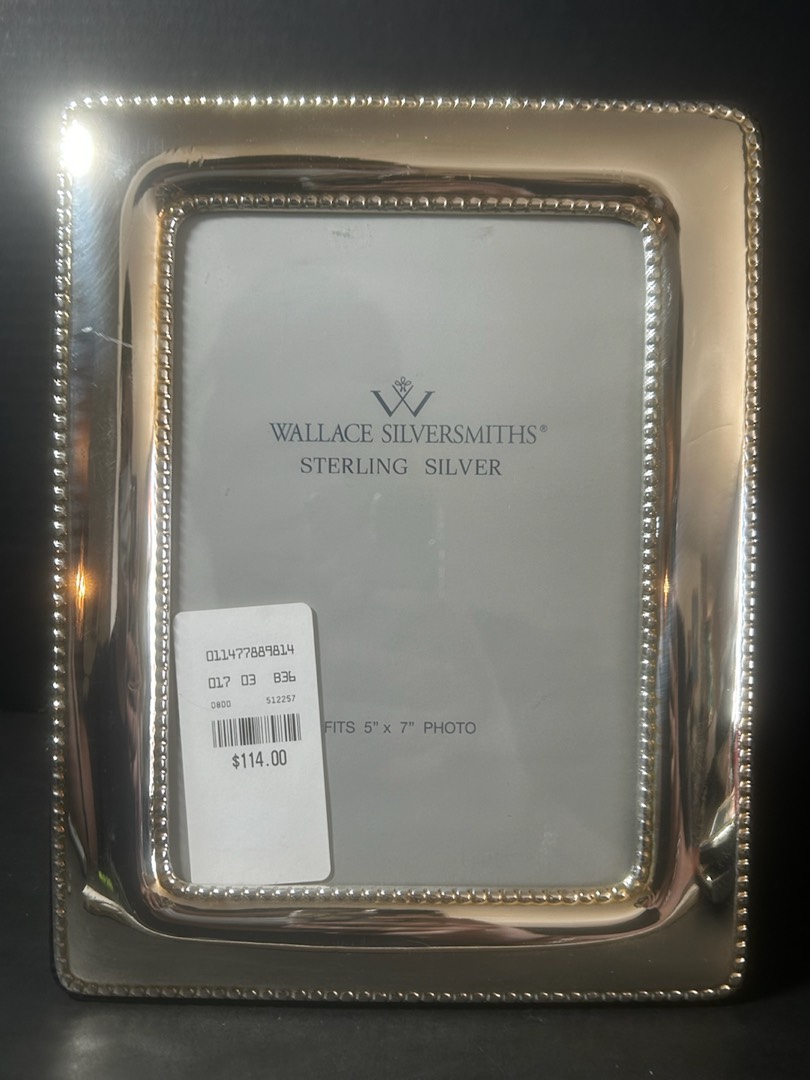 W
WALLACE SILVERSMITHS®
STERLING SILVER
011477889814
017 03 B36
0800 512257
$114.00
FITS 5" x 7" PHOTO